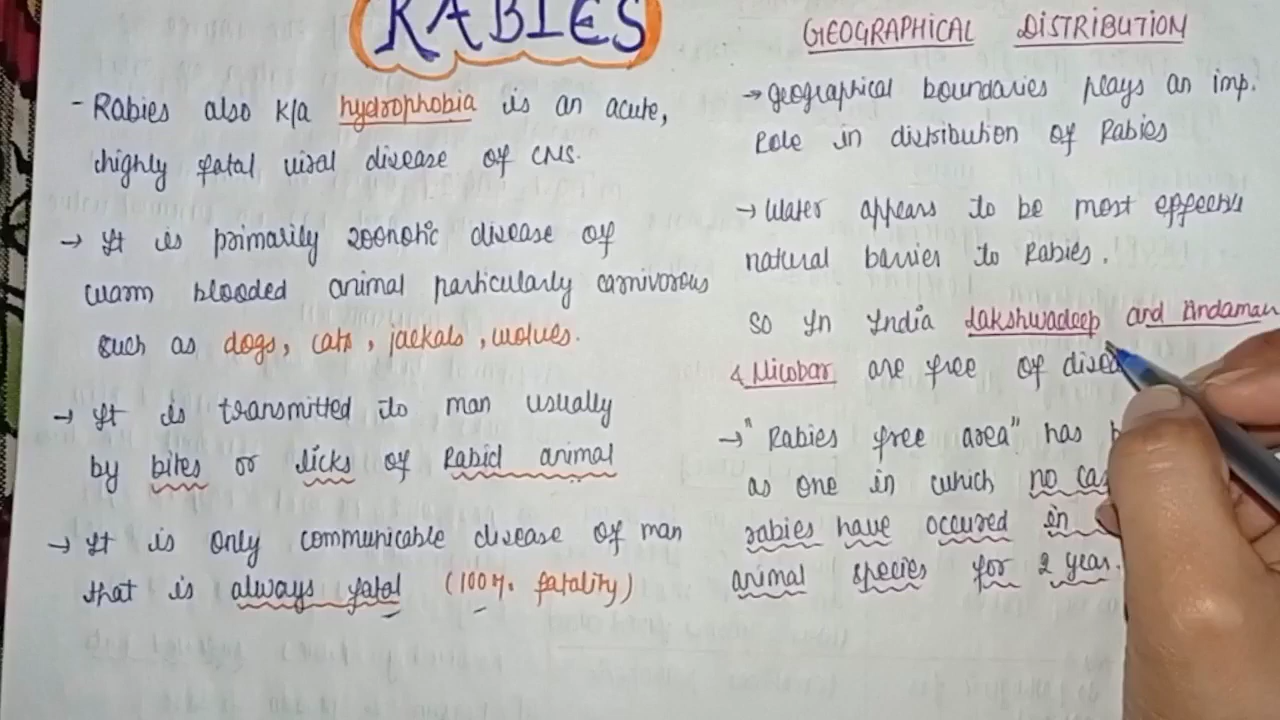 RABIES
- Rabies also k/a hydrophobia is an acute,
highly fatal viral disease of CNS.
→ It is primarily zoonotic disease of
warm blooded animal particularly carnivorous
such as dogs, cats, jackals, wolves.
→ It is transmitted to man usually
by bites or licks of Rabid animal
→ It is only communicable disease of man
that is always fatal (100% fatality)
GEOGRAPHICAL DISTRIBUTION
→ geographical boundaries plays an imp.
Role in distribution of Rabies
→ Water appears to be most effective
natural barrier to Rabies.
So In India Lakshwadeep and Andaman
& Nicobar are free of
→ "Rabies free area" has
as one in which no
rabies have occured in
animal species for 2 year.